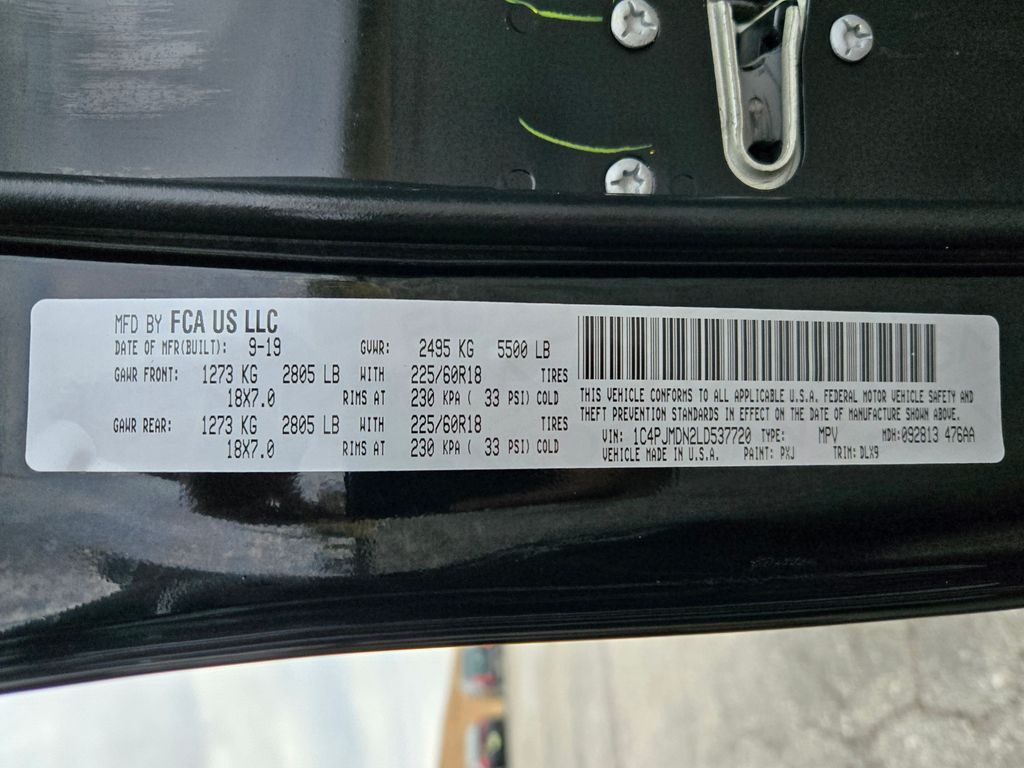 MFD BY FCA US LLC
DATE OF MFR(BUILT): 9-19 GVWR: 2495 KG 5500 LB
GAWR FRONT: 1273 KG 2805 LB WITH 225/60R18 TIRES
18X7.0 RIMS AT 230 KPA ( 33 PSI) COLD
GAWR REAR: 1273 KG 2805 LB WITH 225/60R18 TIRES
18X7.0 RIMS AT 230 KPA ( 33 PSI) COLD
THIS VEHICLE CONFORMS TO ALL APPLICABLE U.S.A. FEDERAL MOTOR VEHICLE SAFETY AND
THEFT PREVENTION STANDARDS IN EFFECT ON THE DATE OF MANUFACTURE SHOWN ABOVE.
VIN: 1C4PJMDN2LD537720 TYPE: MPV MDH:092813 476AA
VEHICLE MADE IN U.S.A. PAINT: PXJ TRIM: DLX9